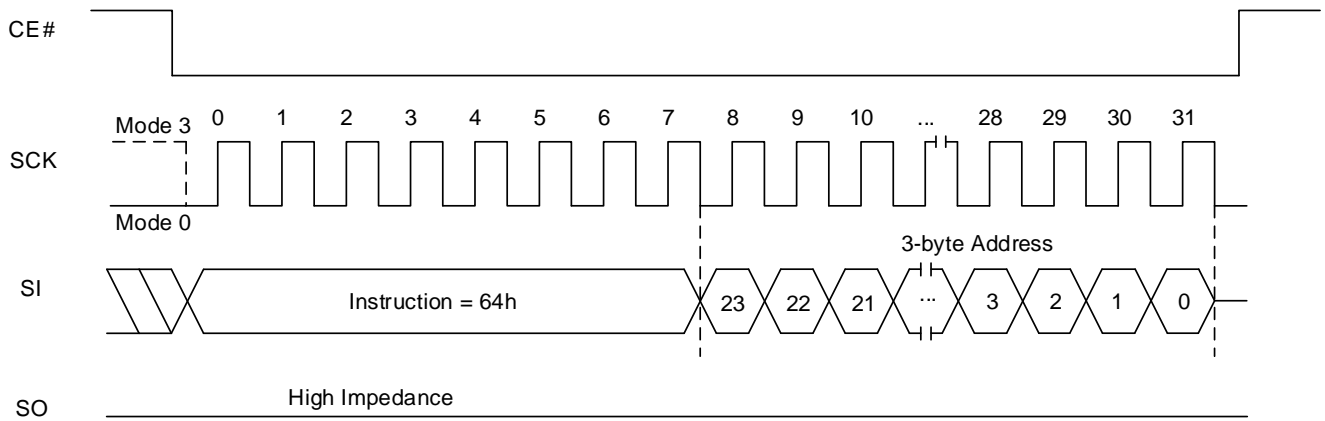 CE#
Mode 3 0 1 2 3 4 5 6 7 8 9 10 ... 28 29 30 31
SCK
Mode 0
3-byte Address
SI Instruction = 64h 23 22 21 ... 3 2 1 0
High Impedance
SO